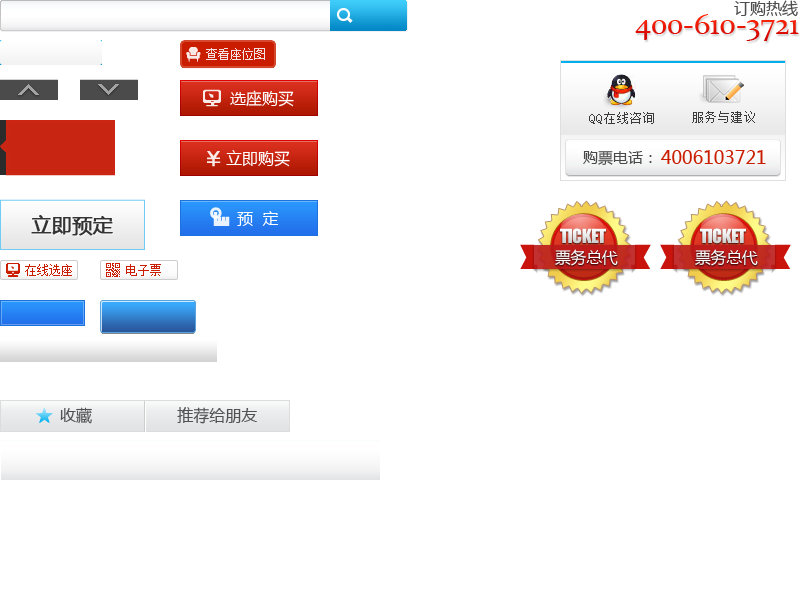 订购热线
400-610-3721
查看座位图
选座购买
QQ在线咨询
服务与建议
购票电话：4006103721
¥ 立即购买
立即预定
预 定
TICKET
票务总代
TICKET
票务总代
在线选座
电子票
收藏
推荐给朋友